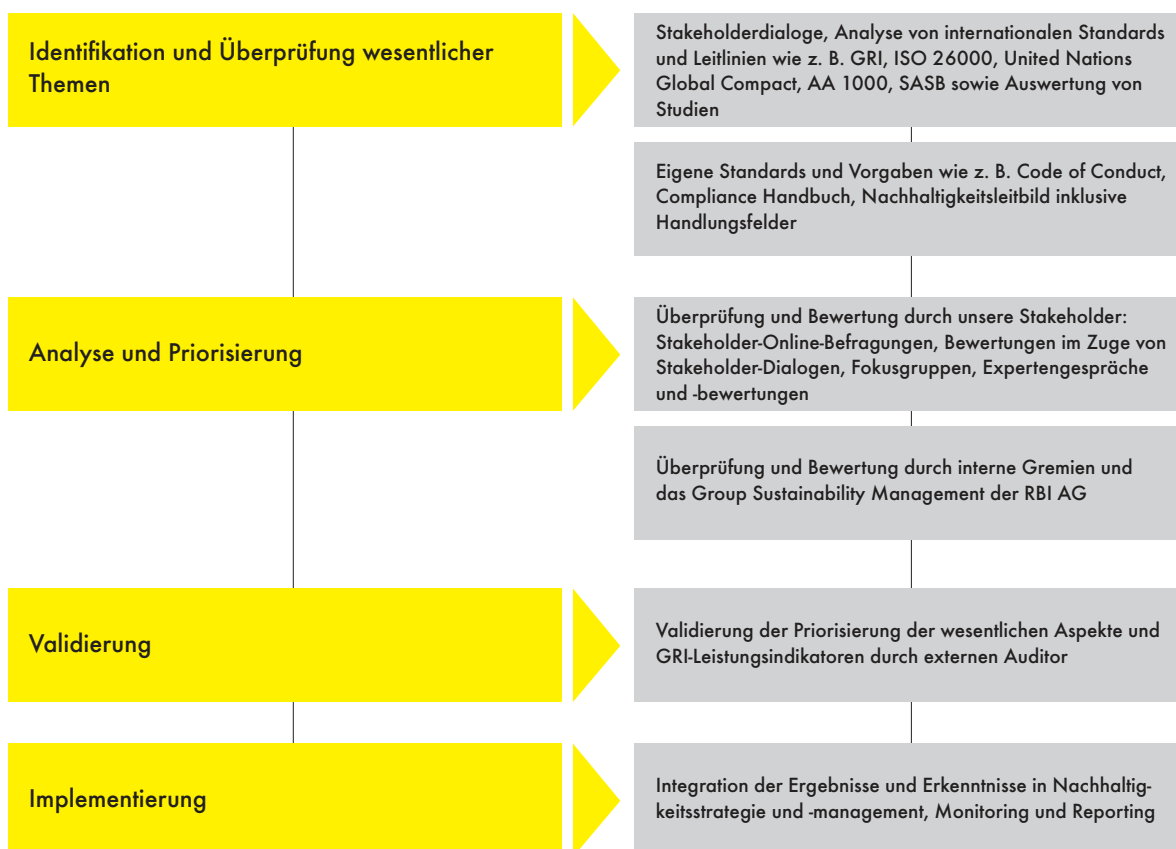 Identifikation und Überprüfung wesentlicher
Themen
Stakeholderdialoge, Analyse von internationalen Standards
und Leitlinien wie z. B. GRI, ISO 26000, United Nations
Global Compact, AA 1000, SASB sowie Auswertung von
Studien
Eigene Standards und Vorgaben wie z. B. Code of Conduct,
Compliance Handbuch, Nachhaltigkeitsleitbild inklusive
Handlungsfelder
Analyse und Priorisierung
Überprüfung und Bewertung durch unsere Stakeholder:
Stakeholder-Online-Befragungen, Bewertungen im Zuge von
Stakeholder-Dialogen, Fokusgruppen, Expertengespräche
und -bewertungen
Überprüfung und Bewertung durch interne Gremien und
das Group Sustainability Management der RBI AG
Validierung
Validierung der Priorisierung der wesentlichen Aspekte und
GRI-Leistungsindikatoren durch externen Auditor
Implementierung
Integration der Ergebnisse und Erkenntnisse in Nachhaltig-
keitsstrategie und -management, Monitoring und Reporting